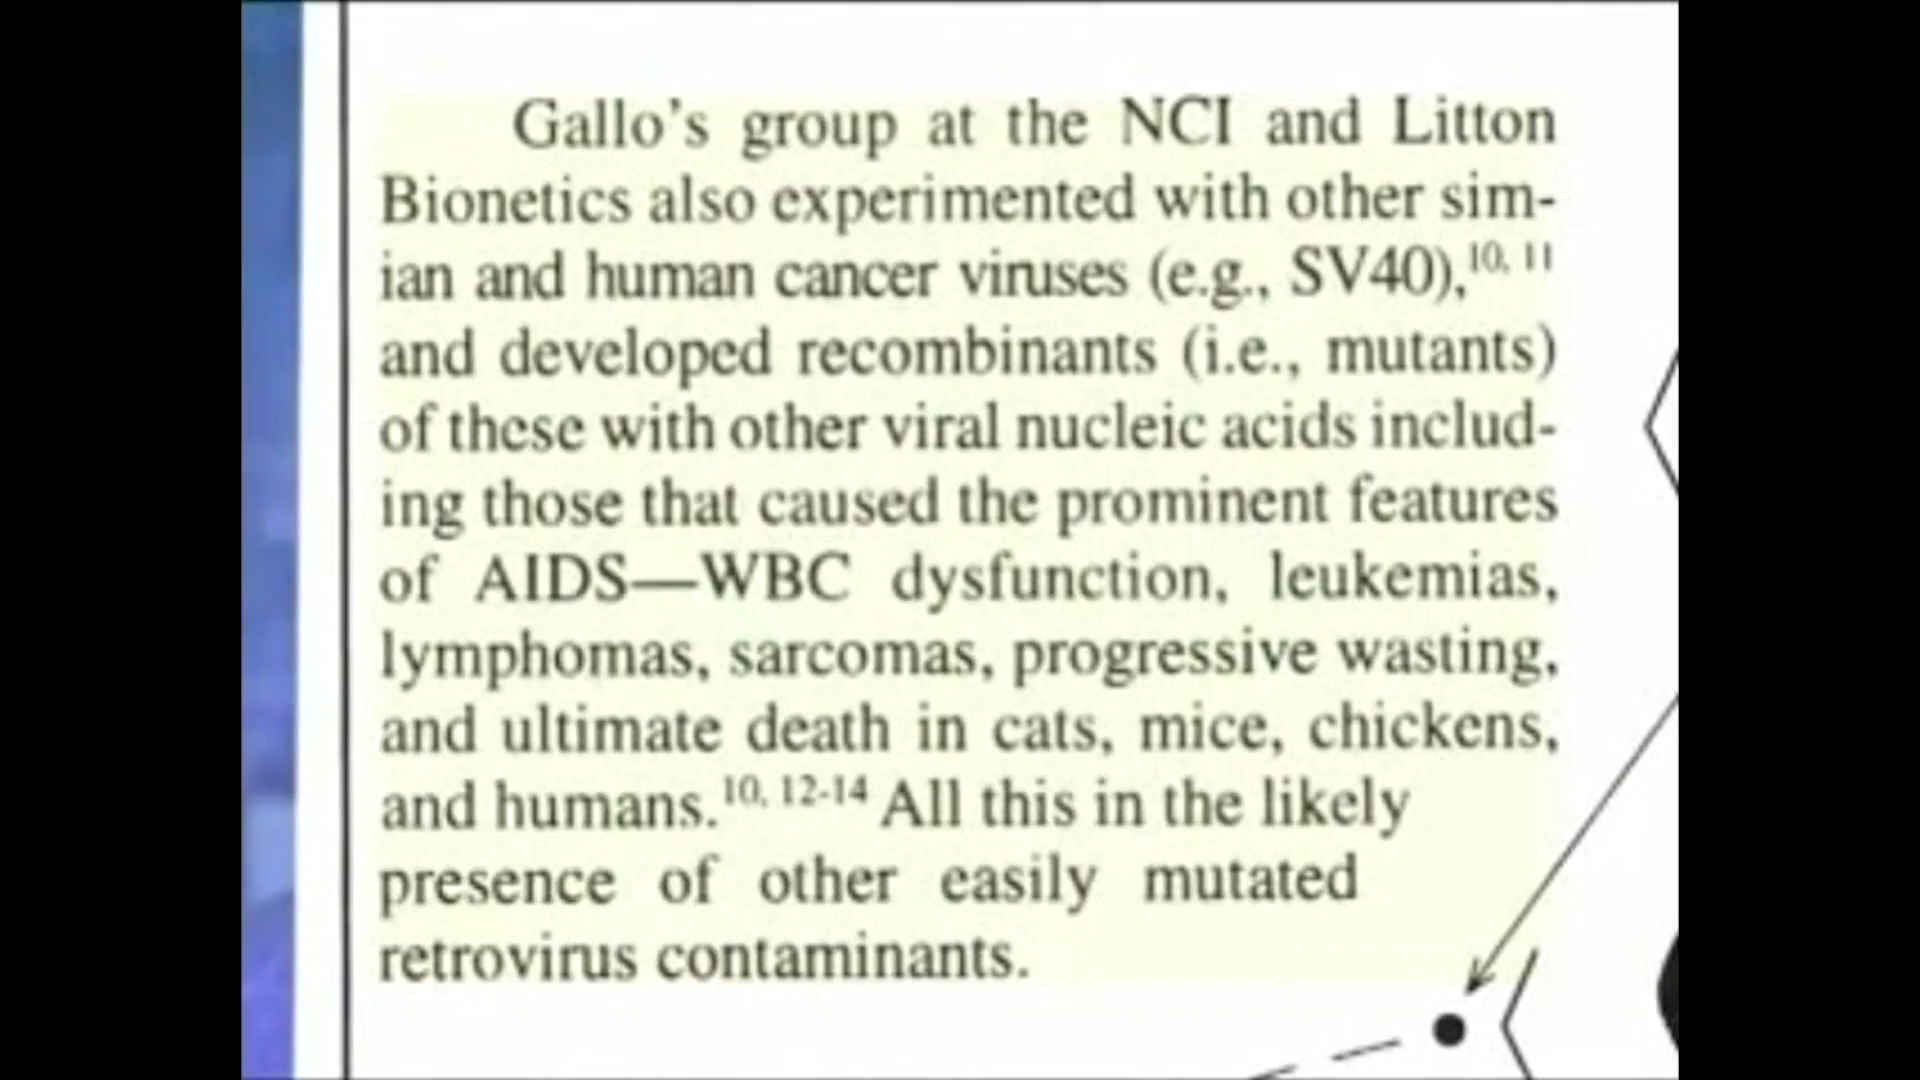 Gallo's group at the NCI and Litton
Bionetics also experimented with other sim-
ian and human cancer viruses (e.g., SV40),10, 11
and developed recombinants (i.e., mutants)
of these with other viral nucleic acids includ-
ing those that caused the prominent features
of AIDS—WBC dysfunction, leukemias,
lymphomas, sarcomas, progressive wasting,
and ultimate death in cats, mice, chickens,
and humans.10, 12-14 All this in the likely
presence of other easily mutated
retrovirus contaminants.